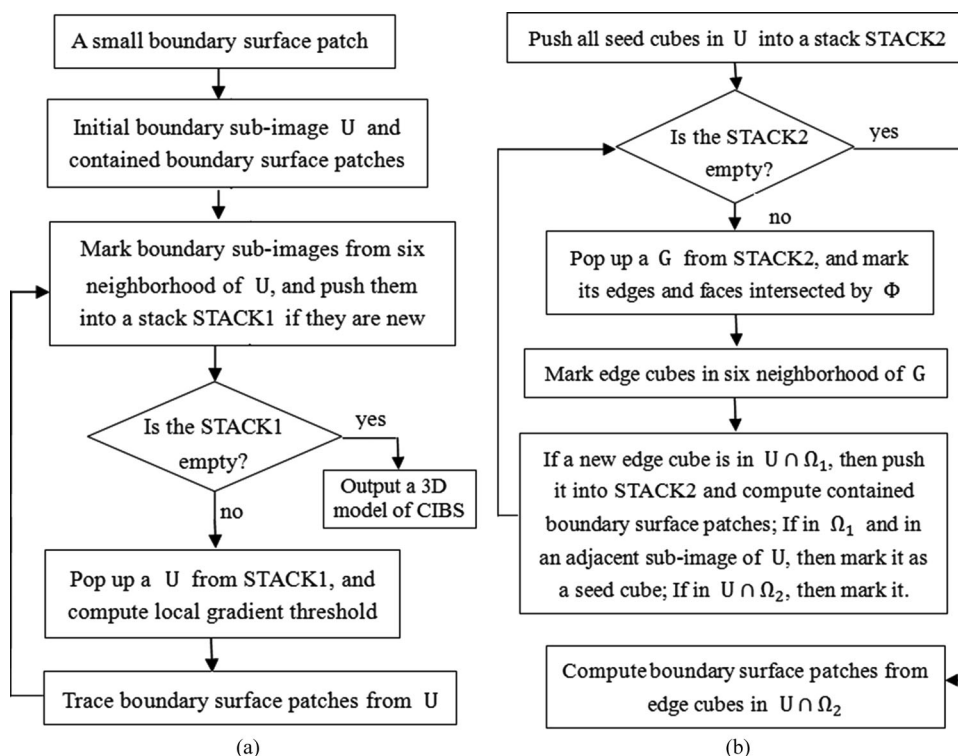 A small boundary surface patch
Initial boundary sub-image U and
contained boundary surface patches
Mark boundary sub-images from six
neighborhood of U, and push them
into a stack STACK1 if they are new
Is the STACK1
empty?
yes
Output a 3D
model of CIBS
no
Pop up a U from STACK1, and
compute local gradient threshold
Trace boundary surface patches from U
(a)
Push all seed cubes in U into a stack STACK2
Is the STACK2
empty?
yes
no
Pop up a G from STACK2, and mark
its edges and faces intersected by Φ
Mark edge cubes in six neighborhood of G
If a new edge cube is in U ∩ Ω₁, then push
it into STACK2 and compute contained
boundary surface patches; If in Ω₁ and in
an adjacent sub-image of U, then mark it as
a seed cube; If in U ∩ Ω₂, then mark it.
Compute boundary surface patches from
edge cubes in U ∩ Ω₂
(b)